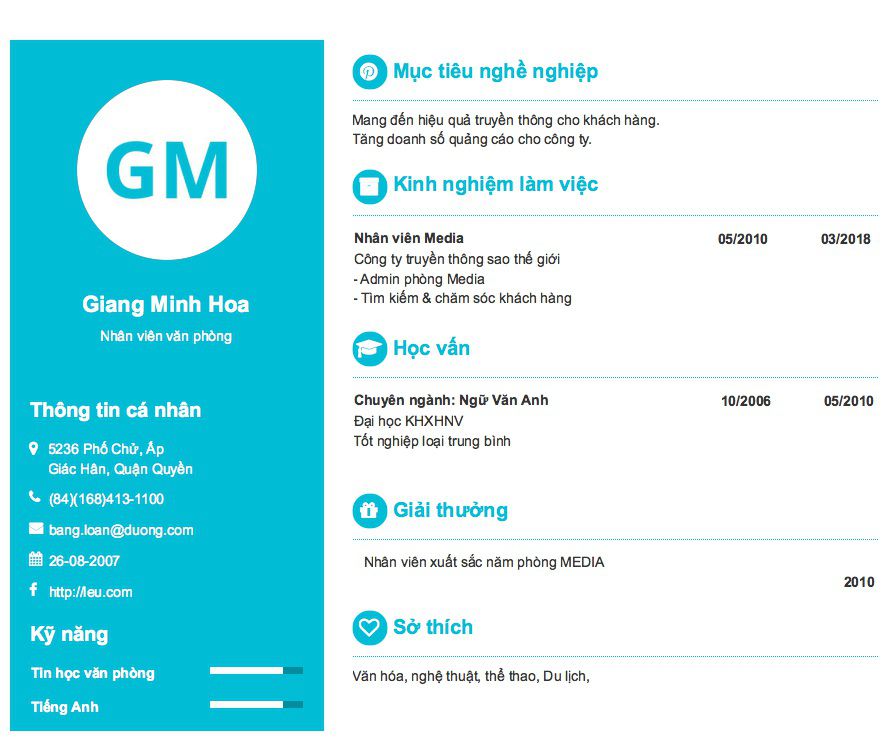 GM
Giang Minh Hoa
Nhân viên văn phòng
Thông tin cá nhân
5236 Phố Chử, Ấp
Giác Hân, Quận Quyền
(84)(168)413-1100
bang.loan@duong.com
26-08-2007
http://leu.com
Kỹ năng
Tin học văn phòng
Tiếng Anh
Mục tiêu nghề nghiệp
Mang đến hiệu quả truyền thông cho khách hàng.
Tăng doanh số quảng cáo cho công ty.
Kinh nghiệm làm việc
Nhân viên Media 05/2010 03/2018
Công ty truyền thông sao thế giới
- Admin phòng Media
- Tìm kiếm & chăm sóc khách hàng
Học vấn
Chuyên ngành: Ngữ Văn Anh 10/2006 05/2010
Đại học KHXHNV
Tốt nghiệp loại trung bình
Giải thưởng
Nhân viên xuất sắc năm phòng MEDIA
2010
Sở thích
Văn hóa, nghệ thuật, thể thao, Du lịch,